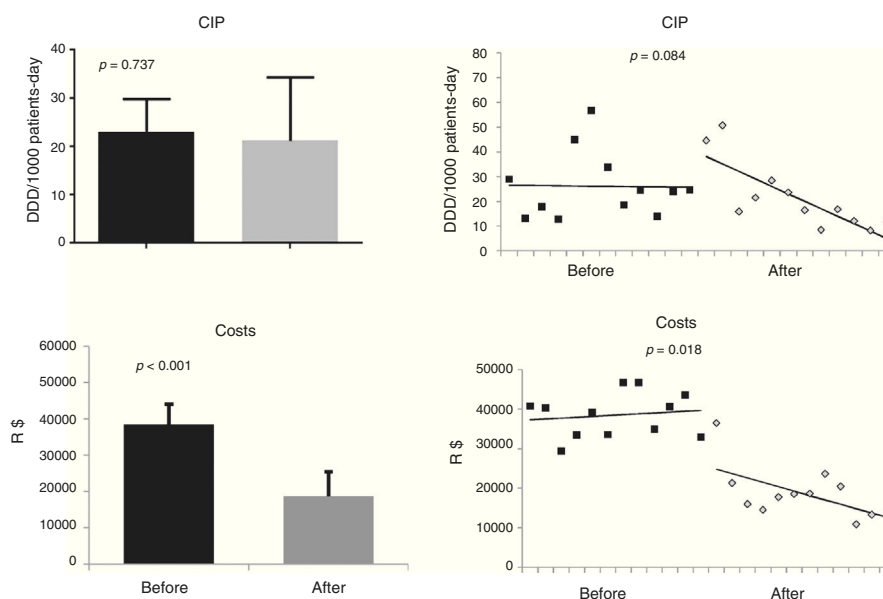 CIP
40
30
20
10
0
DDD/1000 patients-day
p = 0.737
CIP
80
70
60
50
40
30
20
10
0
DDD/1000 patients-day
p = 0.084
Before After
Costs
60000
50000
40000
30000
20000
10000
0
R $
p < 0.001
Before After
Costs
50000
40000
30000
20000
10000
0
R $
p = 0.018
Before After